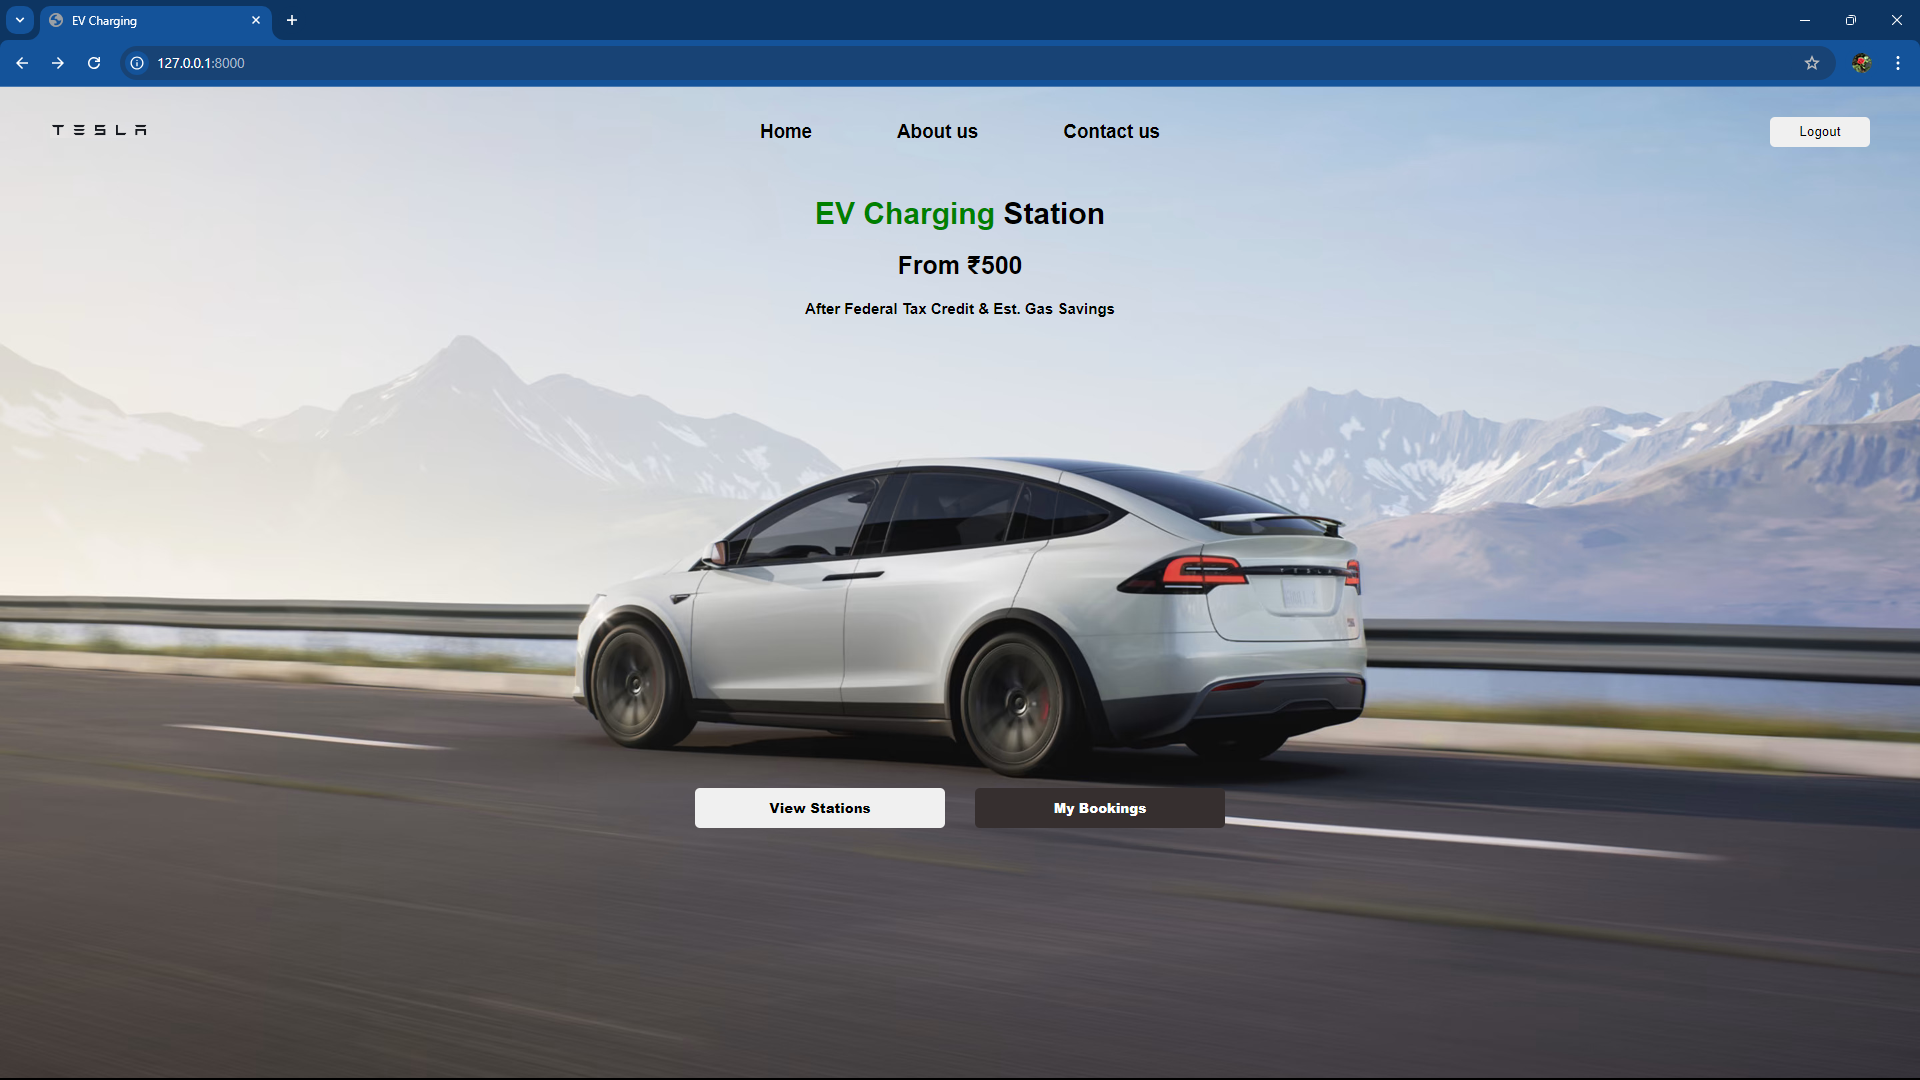 EV Charging
127.0.0.1:8000
TESLA
Home
About us
Contact us
Logout
EV Charging Station
From ₹500
After Federal Tax Credit & Est. Gas Savings
TESLA
View Stations
My Bookings